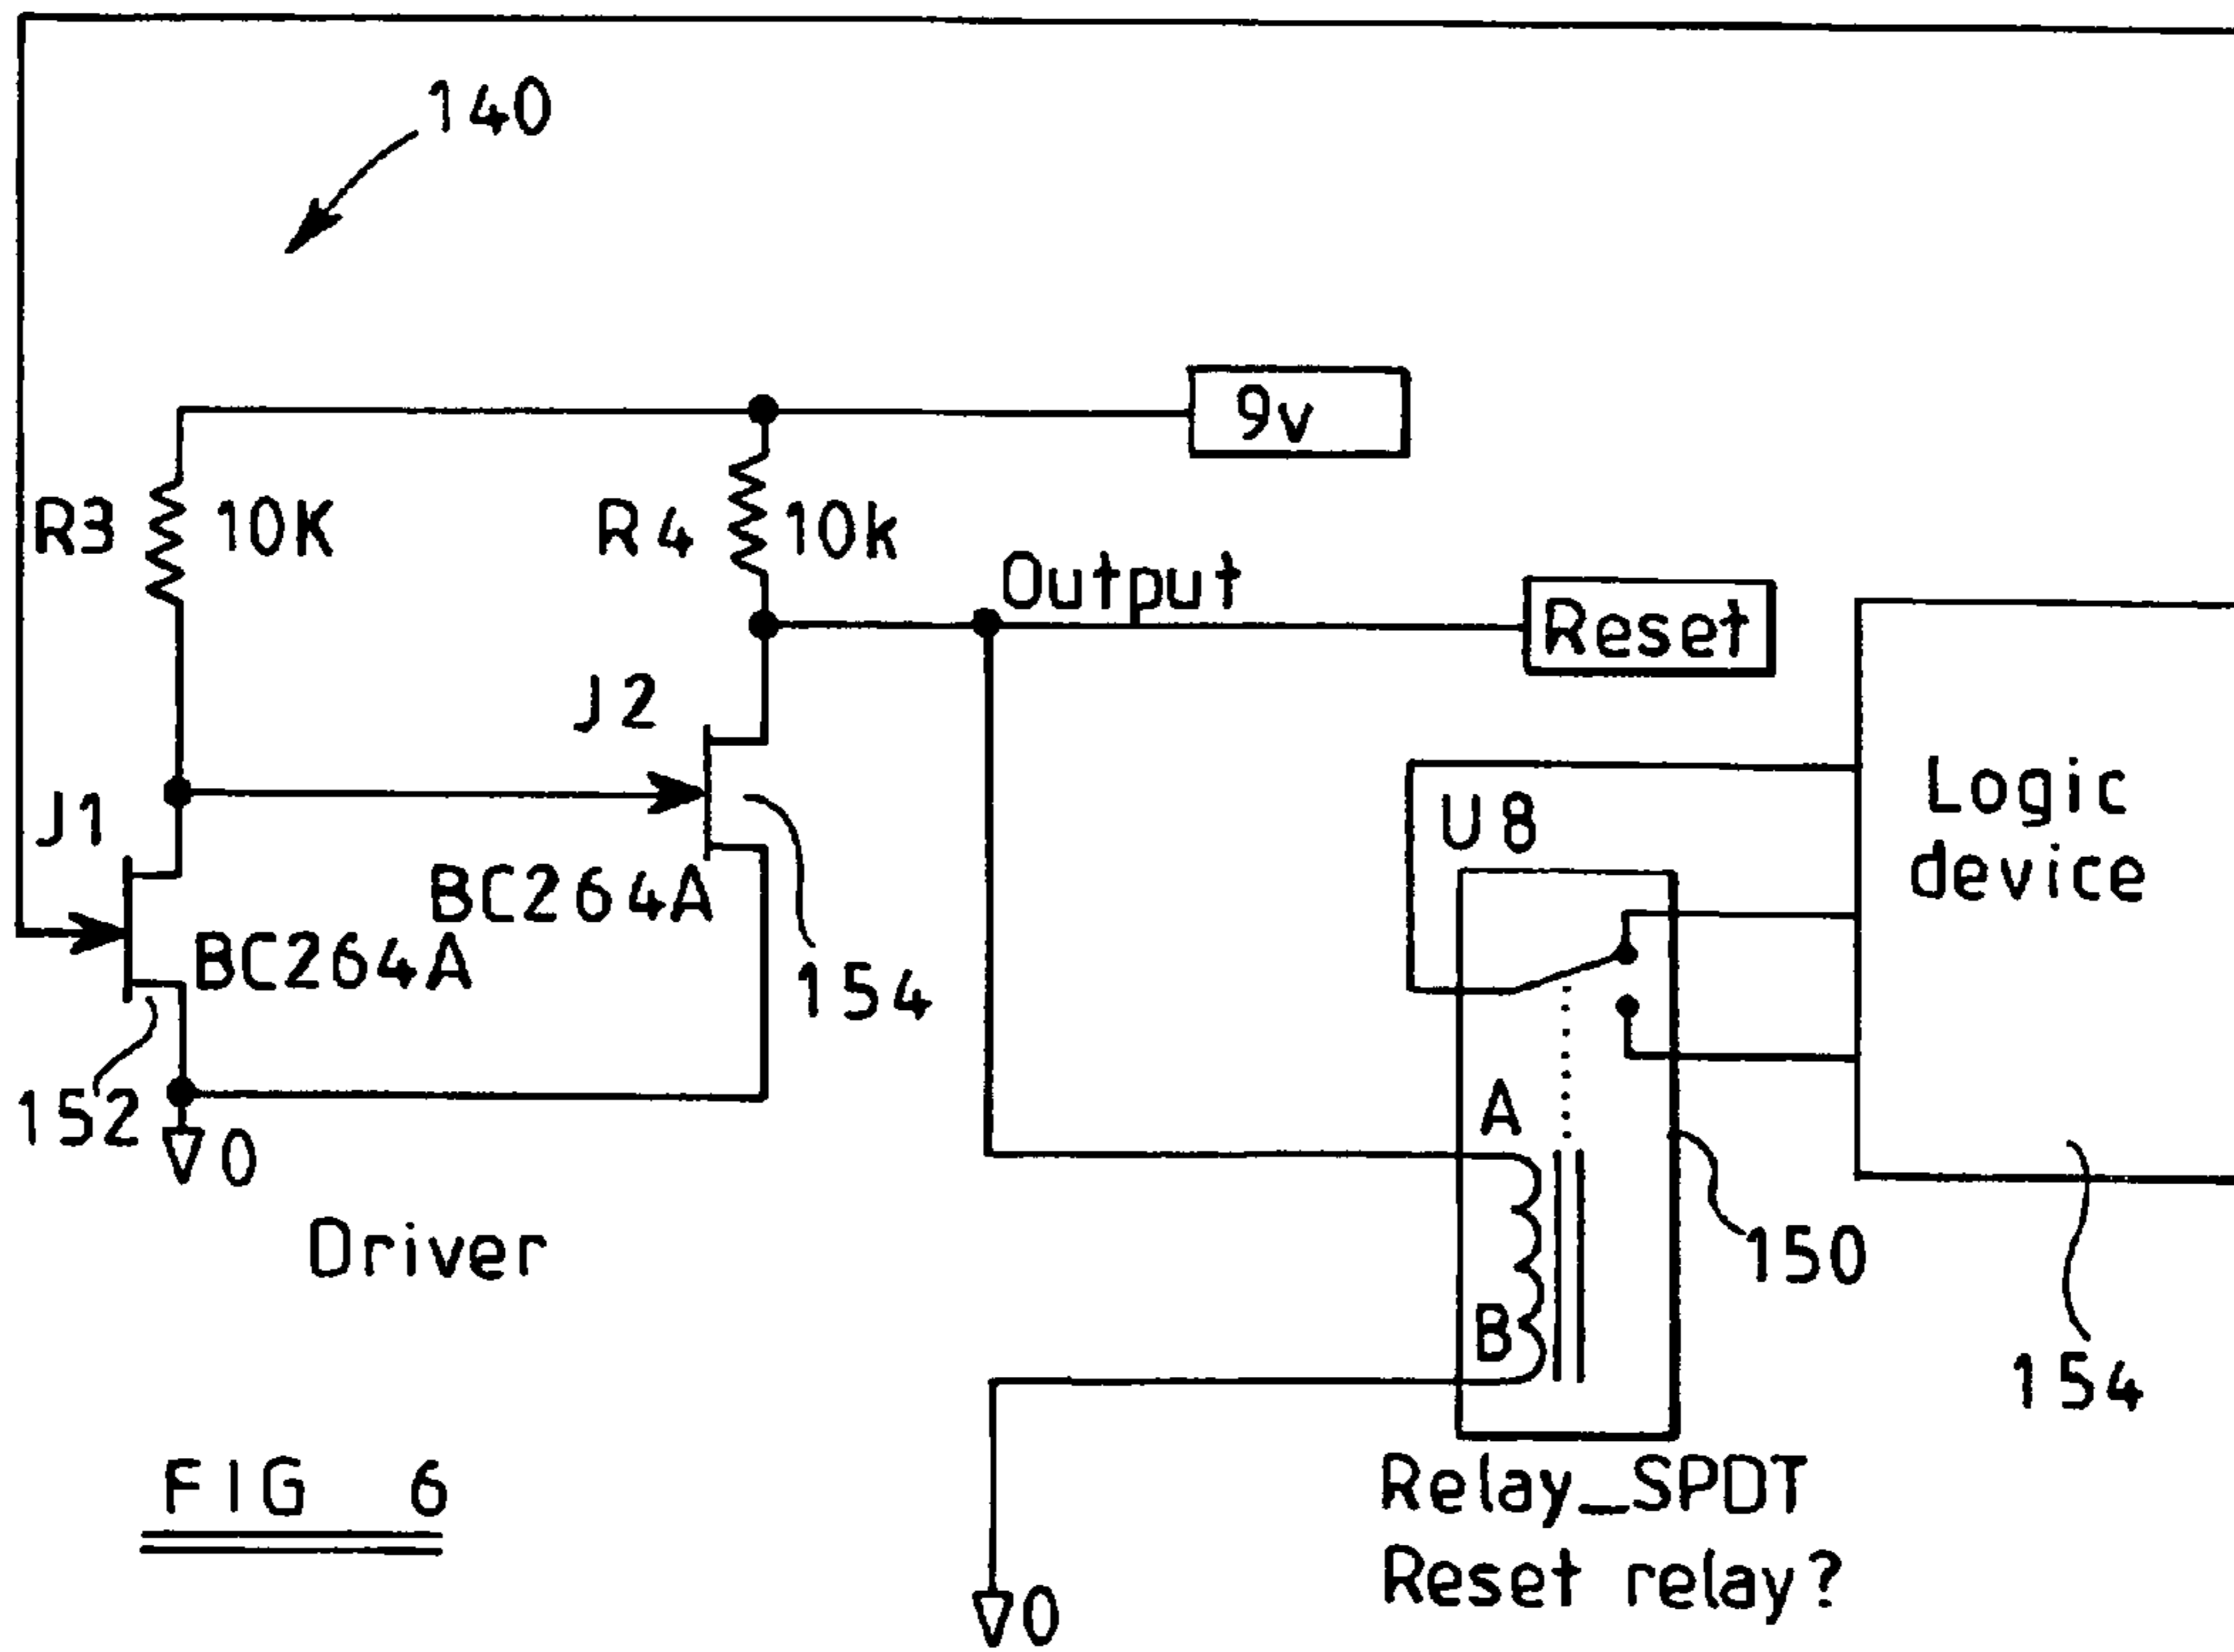 140
9v
R3
10K
R4
10k
Output
Reset
J2
J1
U8
Logic
device
BC264A
BC264A
154
A
152
0
150
Driver
B
154
FIG 6
Relay_SPDT
Reset relay?
0